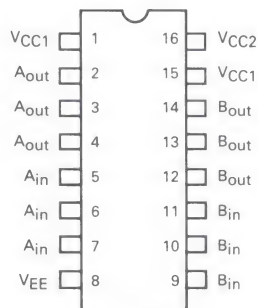 VCC1 1 16 VCC2
Aout 2 15 VCC1
Aout 3 14 Bout
Aout 4 13 Bout
Ain 5 12 Bout
Ain 6 11 Bin
Ain 7 10 Bin
VEE 8 9 Bin